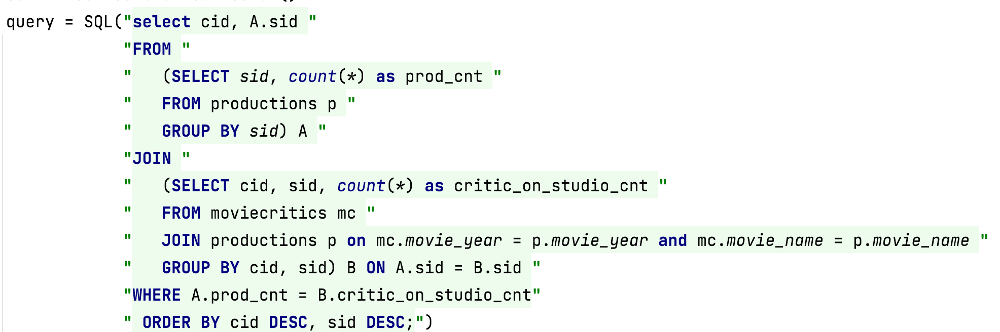 query = SQL("select cid, A.sid "
"FROM "
"   (SELECT sid, count(*) as prod_cnt "
"   FROM productions p "
"   GROUP BY sid) A "
"JOIN "
"   (SELECT cid, sid, count(*) as critic_on_studio_cnt "
"   FROM moviecritics mc "
"   JOIN productions p on mc.movie_year = p.movie_year and mc.movie_name = p.movie_name "
"   GROUP BY cid, sid) B ON A.sid = B.sid "
"WHERE A.prod_cnt = B.critic_on_studio_cnt"
" ORDER BY cid DESC, sid DESC;")